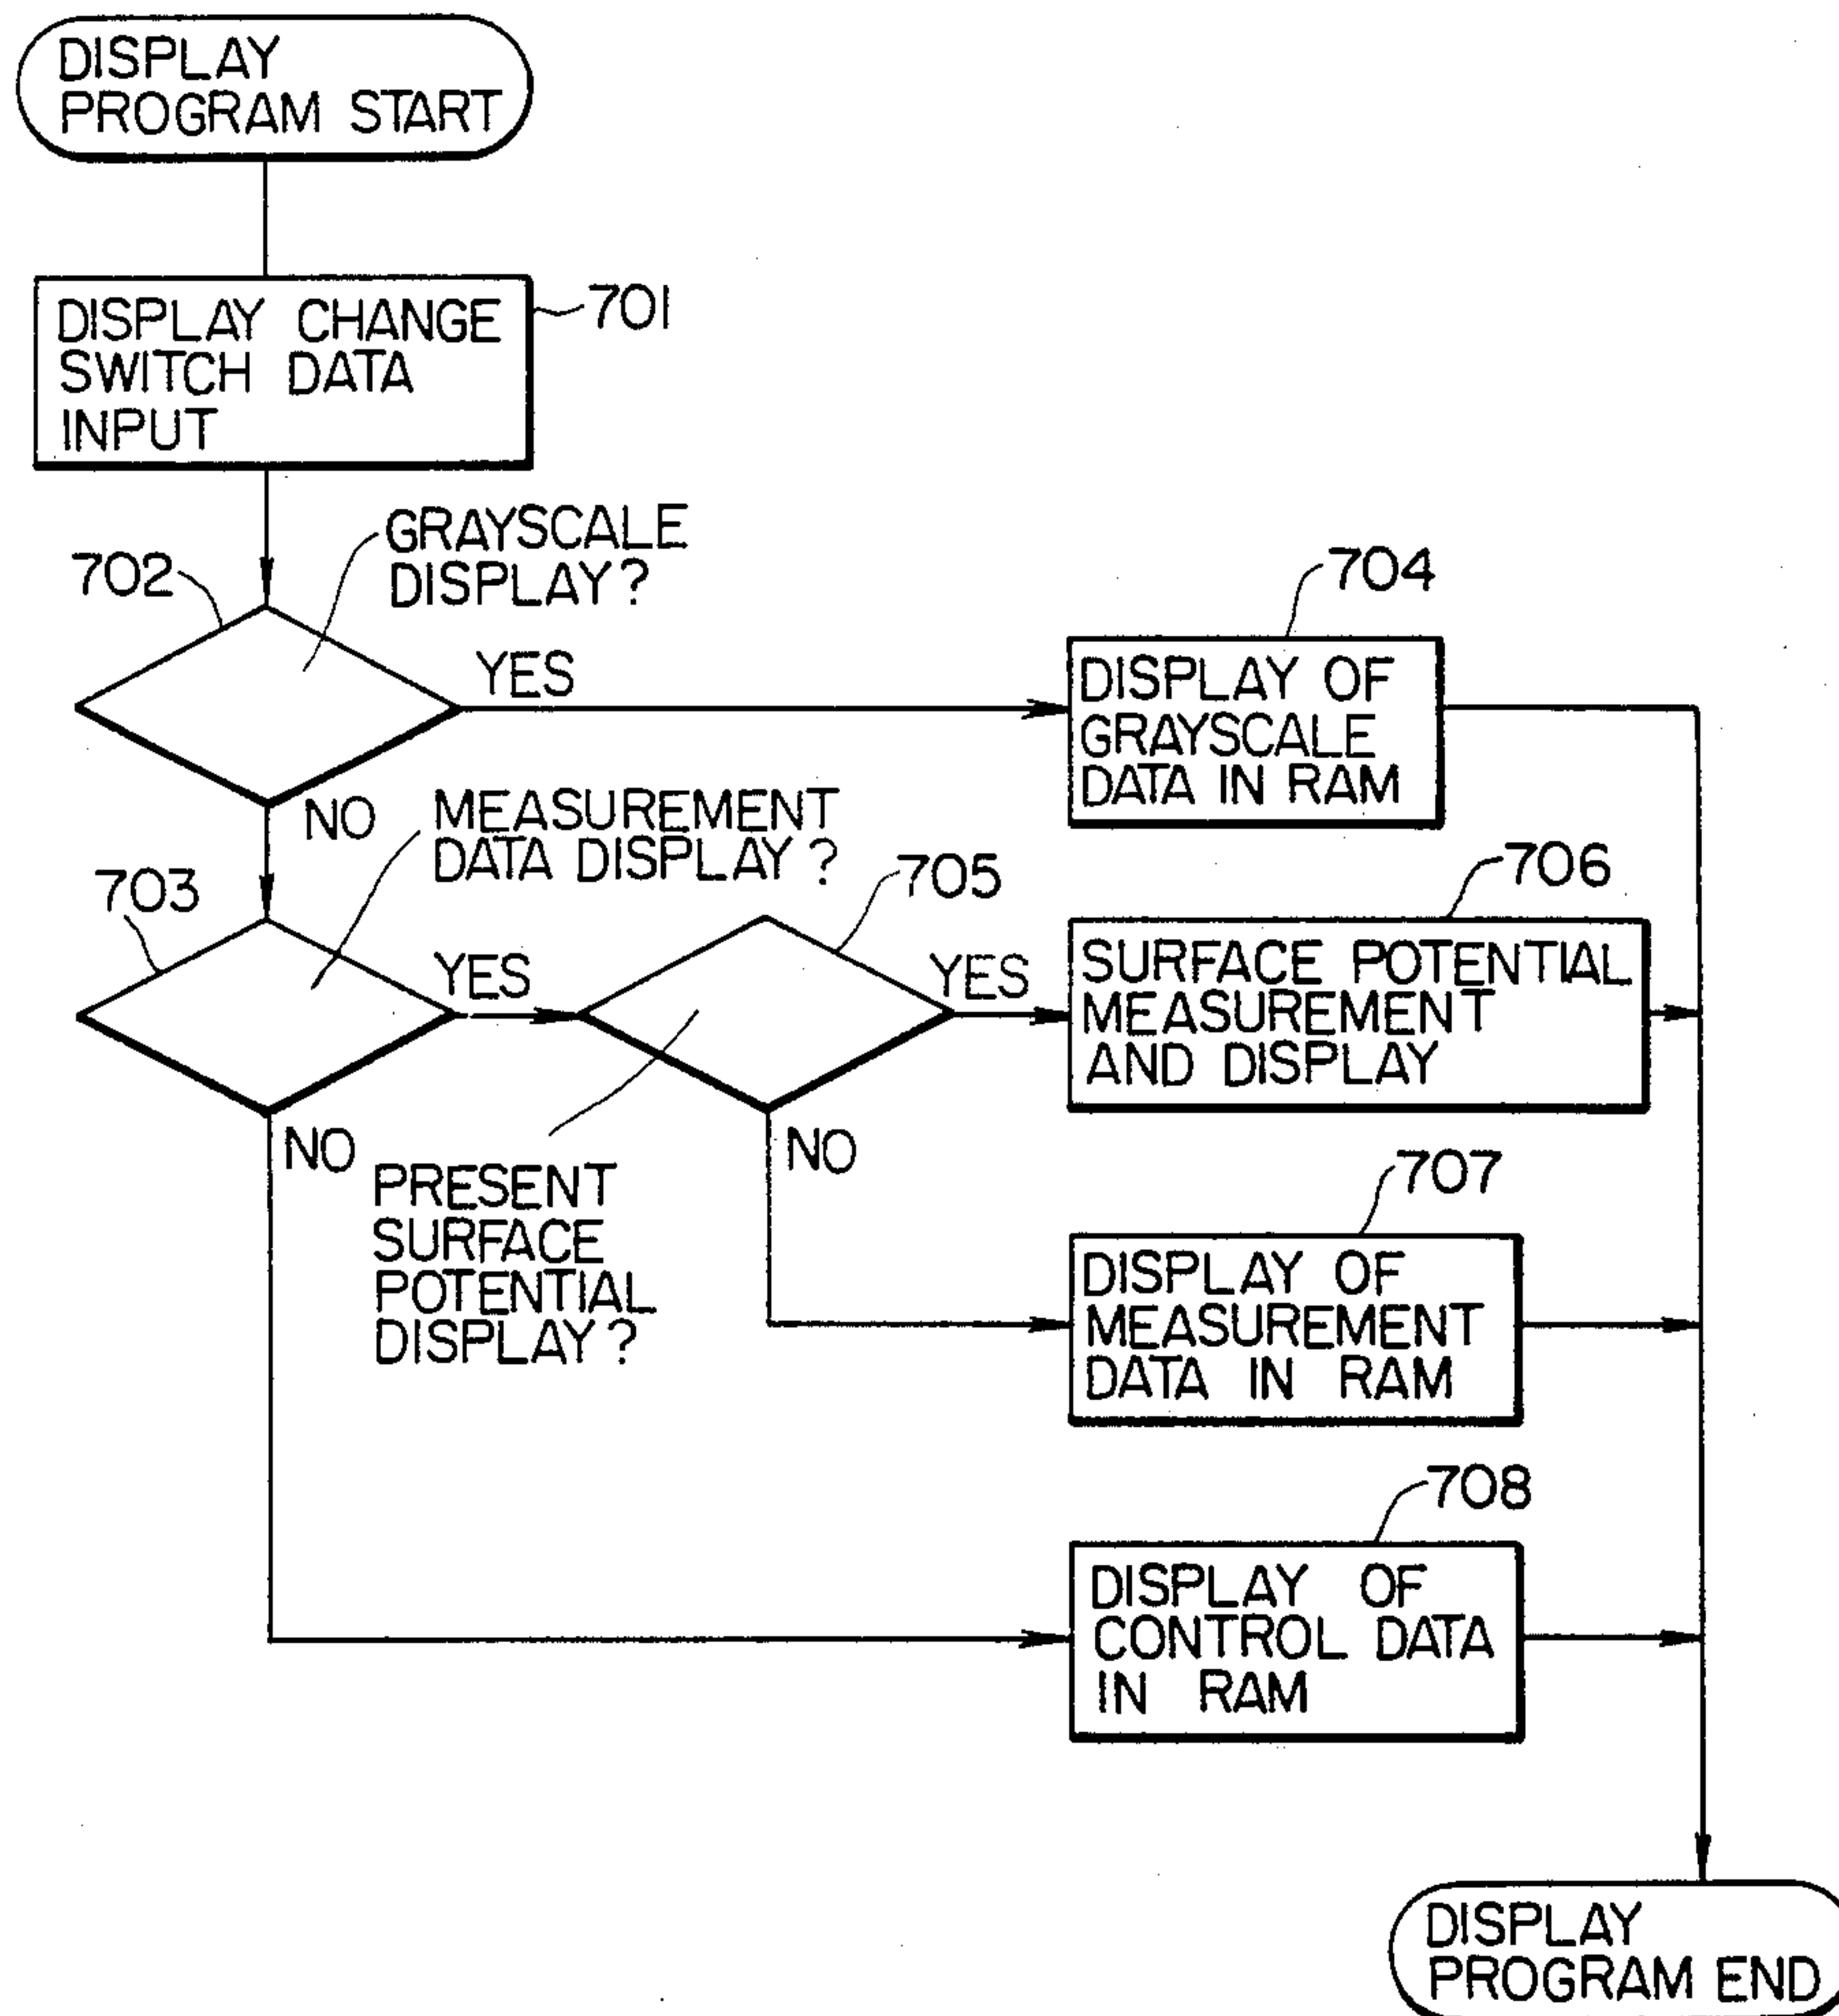 DISPLAY
PROGRAM START
DISPLAY CHANGE
SWITCH DATA
INPUT
701
GRAYSCALE
DISPLAY?
702
YES
NO
704
DISPLAY OF
GRAYSCALE
DATA IN RAM
MEASUREMENT
DATA DISPLAY?
703
YES
NO
705
YES
NO
PRESENT
SURFACE
POTENTIAL
DISPLAY?
706
SURFACE POTENTIAL
MEASUREMENT
AND DISPLAY
707
DISPLAY OF
MEASUREMENT
DATA IN RAM
708
DISPLAY OF
CONTROL DATA
IN RAM
DISPLAY
PROGRAM END